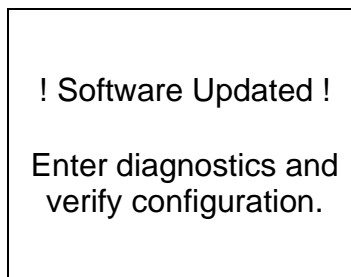 ! Software Updated !
Enter diagnostics and
verify configuration.